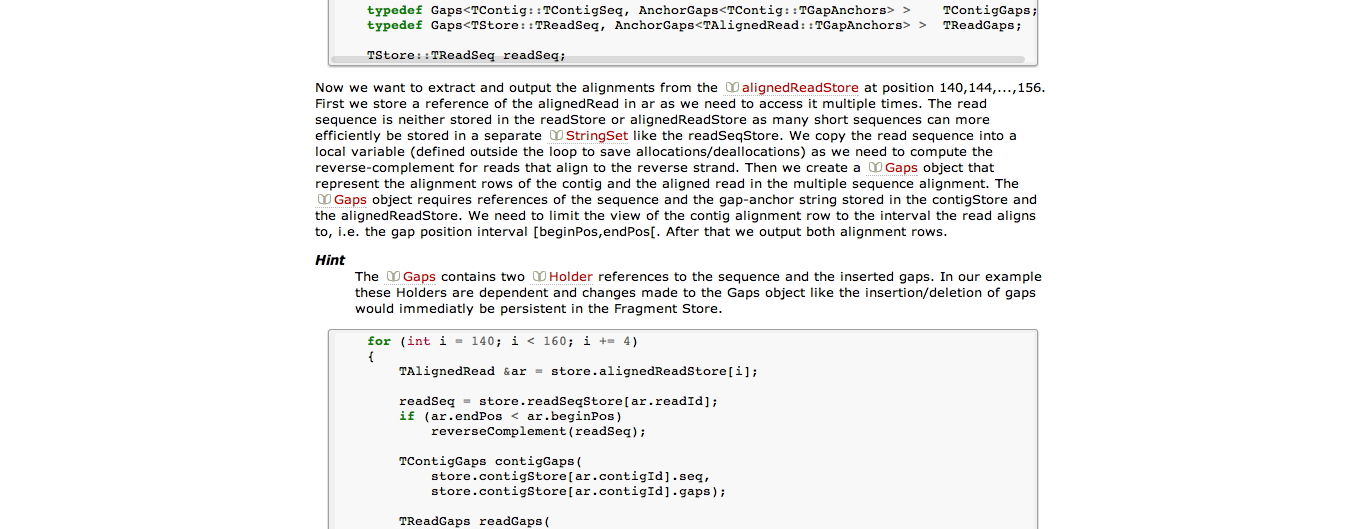 typedef Gaps<TContig::TContigSeq, AnchorGaps<TContig::TGapAnchors> >    TContigGaps;
typedef Gaps<TStore::TReadSeq, AnchorGaps<TAlignedRead::TGapAnchors> >  TReadGaps;
TStore::TReadSeq readSeq;
Now we want to extract and output the alignments from the alignedReadStore at position 140,144,...,156.
First we store a reference of the alignedRead in ar as we need to access it multiple times. The read
sequence is neither stored in the readStore or alignedReadStore as many short sequences can more
efficiently be stored in a separate StringSet like the readSeqStore. We copy the read sequence into a
local variable (defined outside the loop to save allocations/deallocations) as we need to compute the
reverse-complement for reads that align to the reverse strand. Then we create a Gaps object that
represent the alignment rows of the contig and the aligned read in the multiple sequence alignment. The
Gaps object requires references of the sequence and the gap-anchor string stored in the contigStore and
the alignedReadStore. We need to limit the view of the contig alignment row to the interval the read aligns
to, i.e. the gap position interval [beginPos,endPos[. After that we output both alignment rows.
Hint
The Gaps contains two Holder references to the sequence and the inserted gaps. In our example
these Holders are dependent and changes made to the Gaps object like the insertion/deletion of gaps
would immediatly be persistent in the Fragment Store.
for (int i = 140; i < 160; i += 4)
{
    TAlignedRead &ar = store.alignedReadStore[i];
    readSeq = store.readSeqStore[ar.readId];
    if (ar.endPos < ar.beginPos)
        reverseComplement(readSeq);
    TContigGaps contigGaps(
        store.contigStore[ar.contigId].seq,
        store.contigStore[ar.contigId].gaps);
    TReadGaps readGaps(